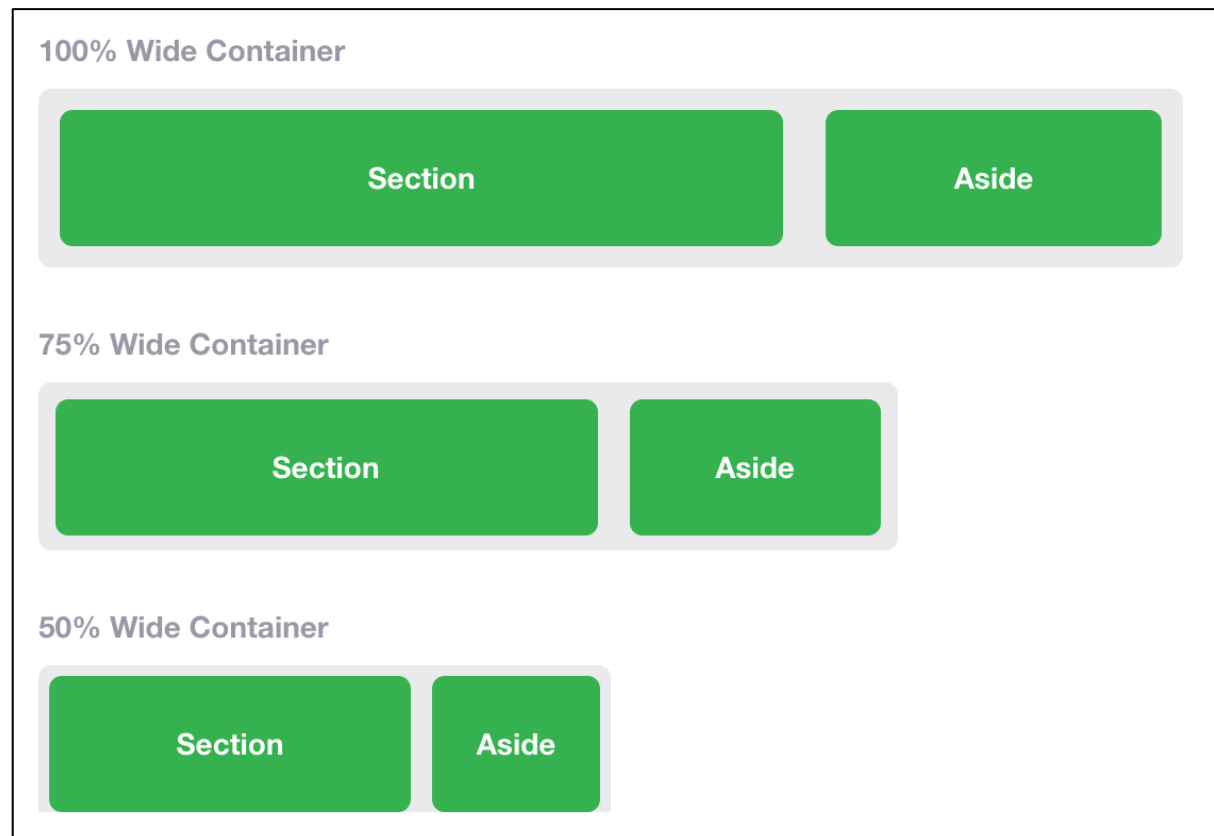 100% Wide Container
Section Aside
75% Wide Container
Section Aside
50% Wide Container
Section Aside